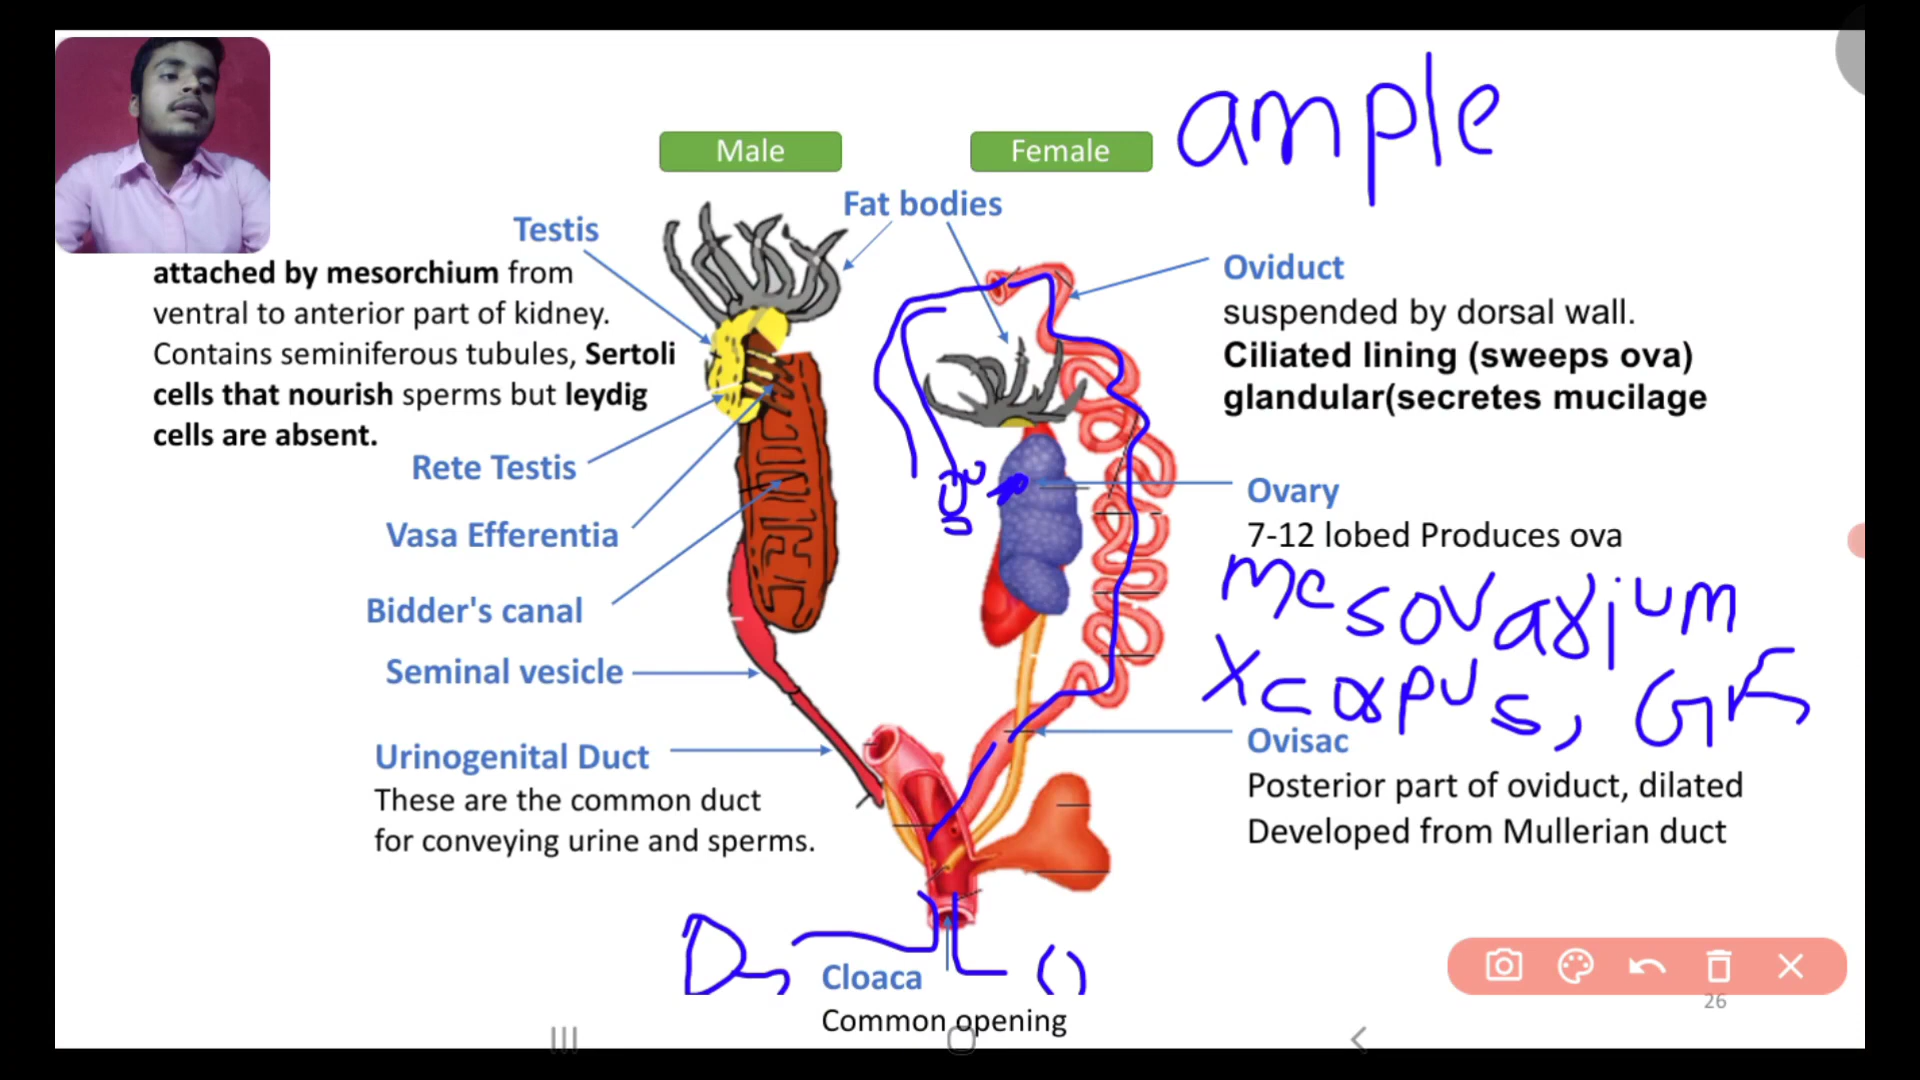 ample
Male
Female
Fat bodies
Testis
attached by mesorchium from
ventral to anterior part of kidney.
Contains seminiferous tubules, Sertoli
cells that nourish sperms but leydig
cells are absent.
Rete Testis
Vasa Efferentia
Bidder's canal
Seminal vesicle
Urinogenital Duct
These are the common duct
for conveying urine and sperms.
Oviduct
suspended by dorsal wall.
Ciliated lining (sweeps ova)
glandular(secretes mucilage
Ovary
7-12 lobed Produces ova
mesovarium
X corpus,
Ovisac
Posterior part of oviduct, dilated
Developed from Mullerian duct
Cloaca
Common opening
26